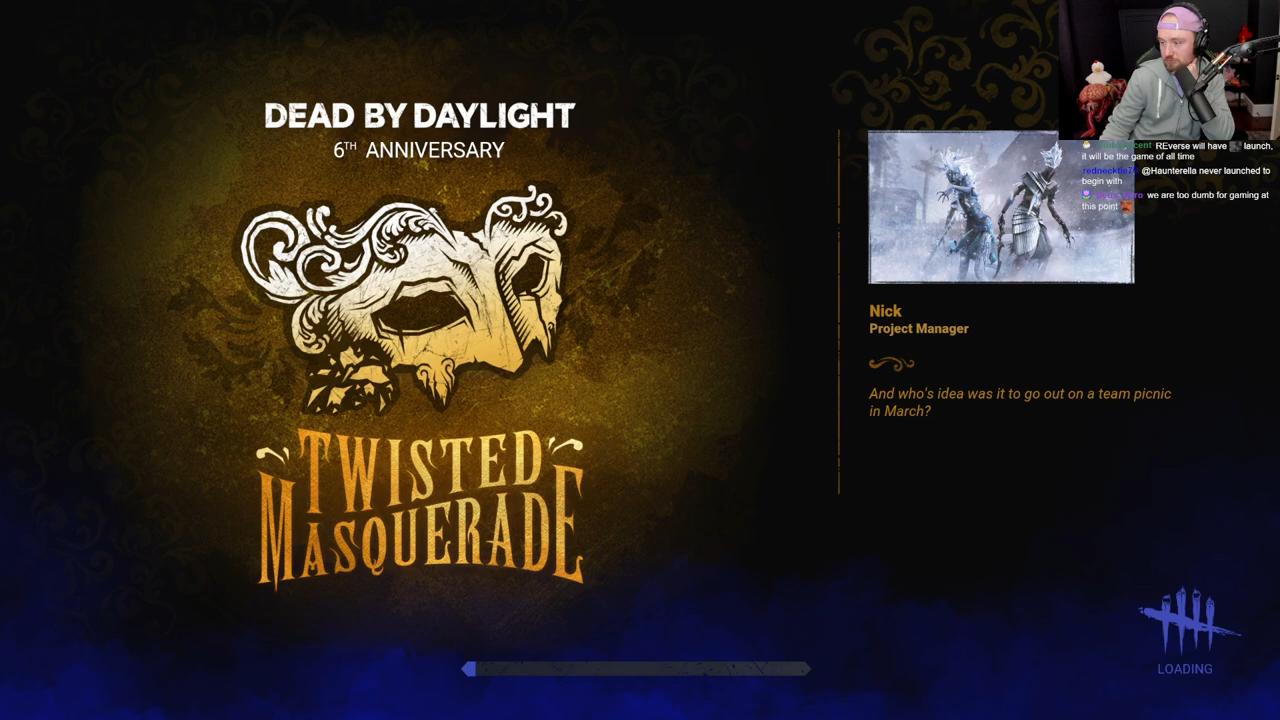 DEAD BY DAYLIGHT
6TH ANNIVERSARY
TWISTED
MASQUERADE
REverse will have launch,
it will be the game of all time
@Haunterella never launched to
begin with
we are too dumb for gaming at
this point
Nick
Project Manager
And who's idea was it to go out on a team picnic
in March?
LOADING